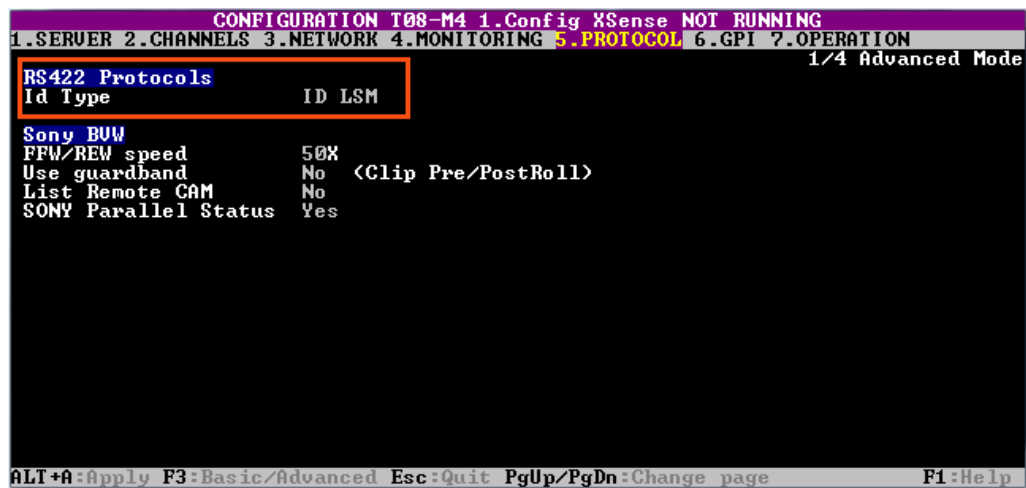 CONFIGURATION T08-M4 1.Config XSense NOT RUNNING
1.SERVER 2.CHANNELS 3.NETWORK 4.MONITORING 5.PROTOCOL 6.GPI 7.OPERATION
1/4 Advanced Mode
RS422 Protocols
Id Type ID LSM
Sony BVW
FFW/REW speed 50X
Use guardband No (Clip Pre/PostRoll)
List Remote CAM No
SONY Parallel Status Yes
ALT+A:Apply F3:Basic/Advanced Esc:Quit PgUp/PgDn:Change page F1:Help